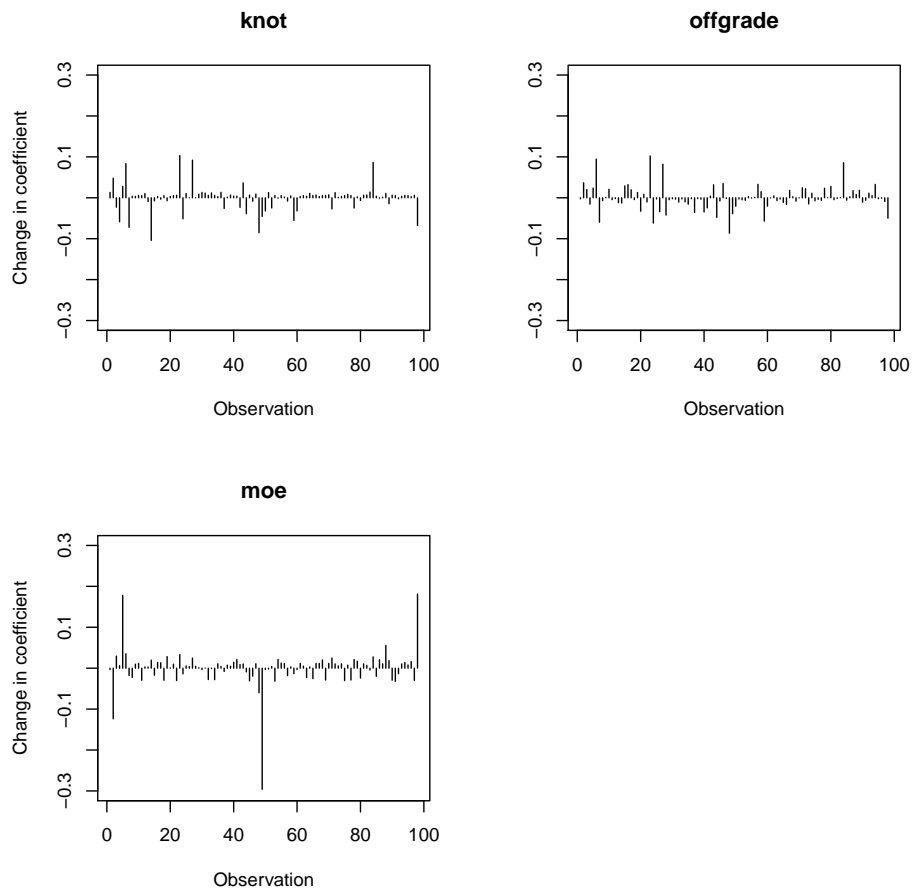 knot
Change in coefficient
0.3
0.1
−0.1
−0.3
0 20 40 60 80 100
Observation
offgrade
0.3
0.1
−0.1
−0.3
0 20 40 60 80 100
Observation
moe
Change in coefficient
0.3
0.1
−0.1
−0.3
0 20 40 60 80 100
Observation